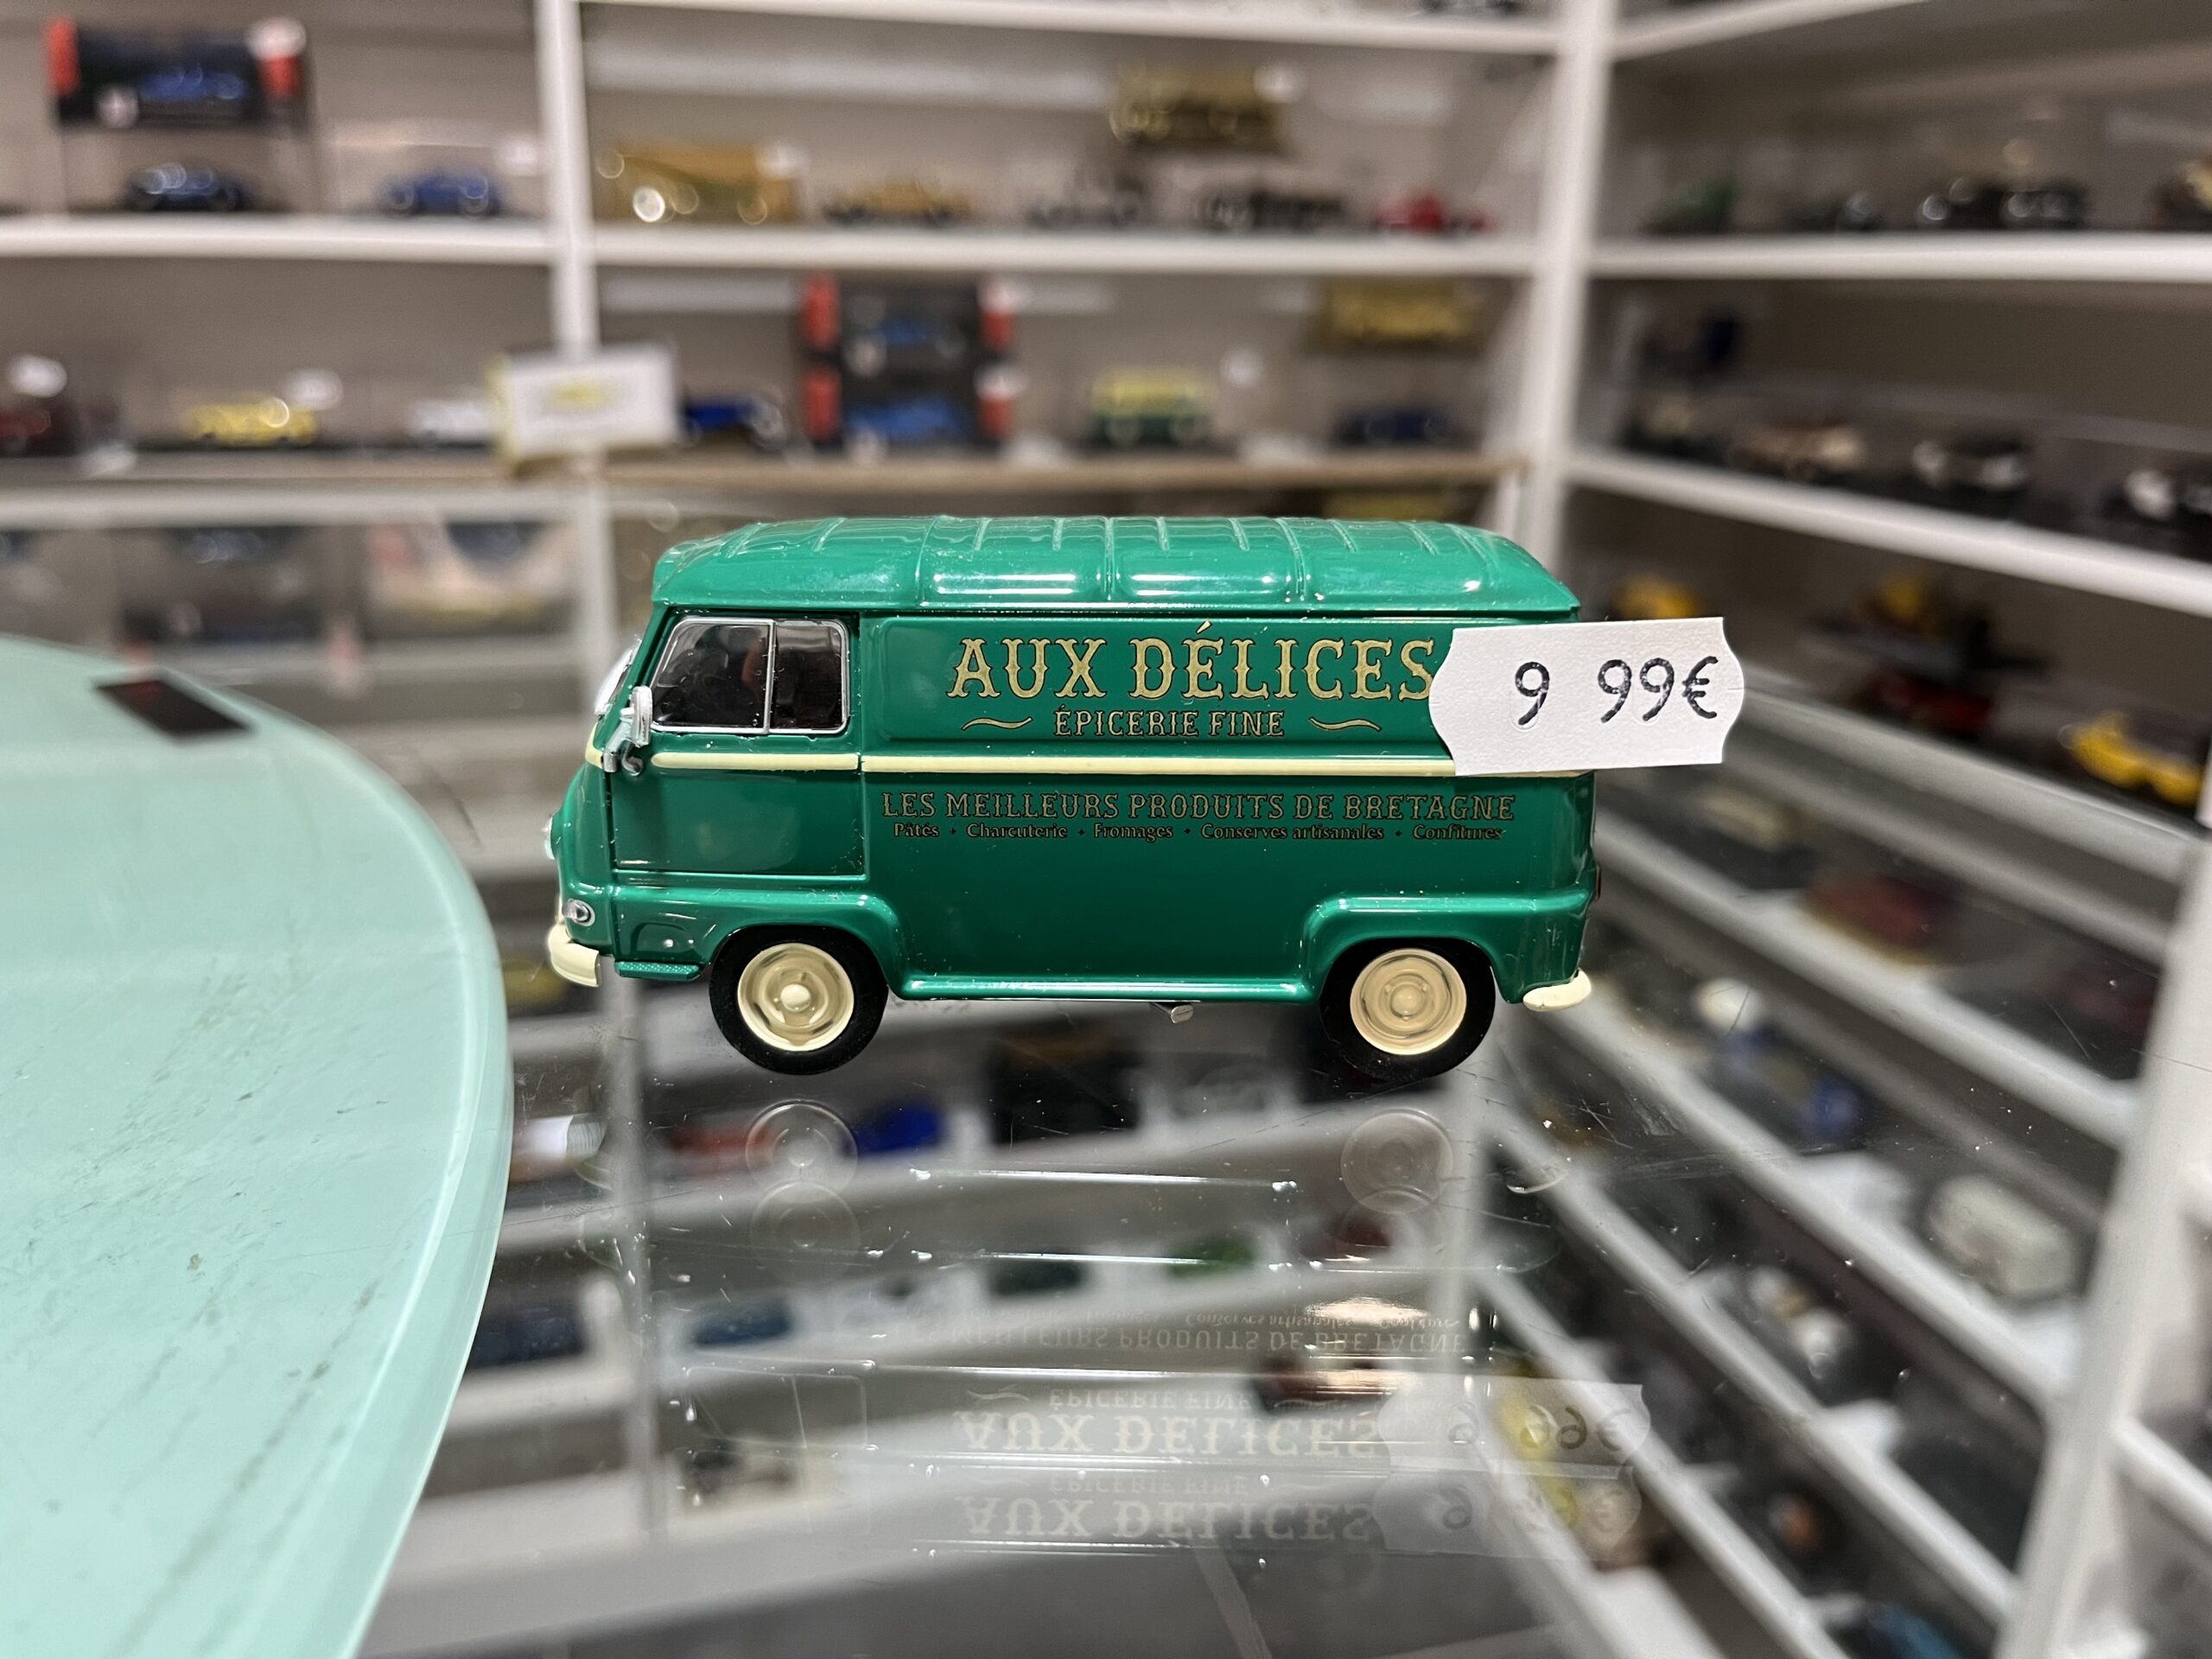 AUX DÉLICES
9 99€
ÉPICERIE FINE
LES MEILLEURS PRODUITS DE BRETAGNE
Pâtés • Charcuterie • Fromages • Conserves artisanales • Confitures